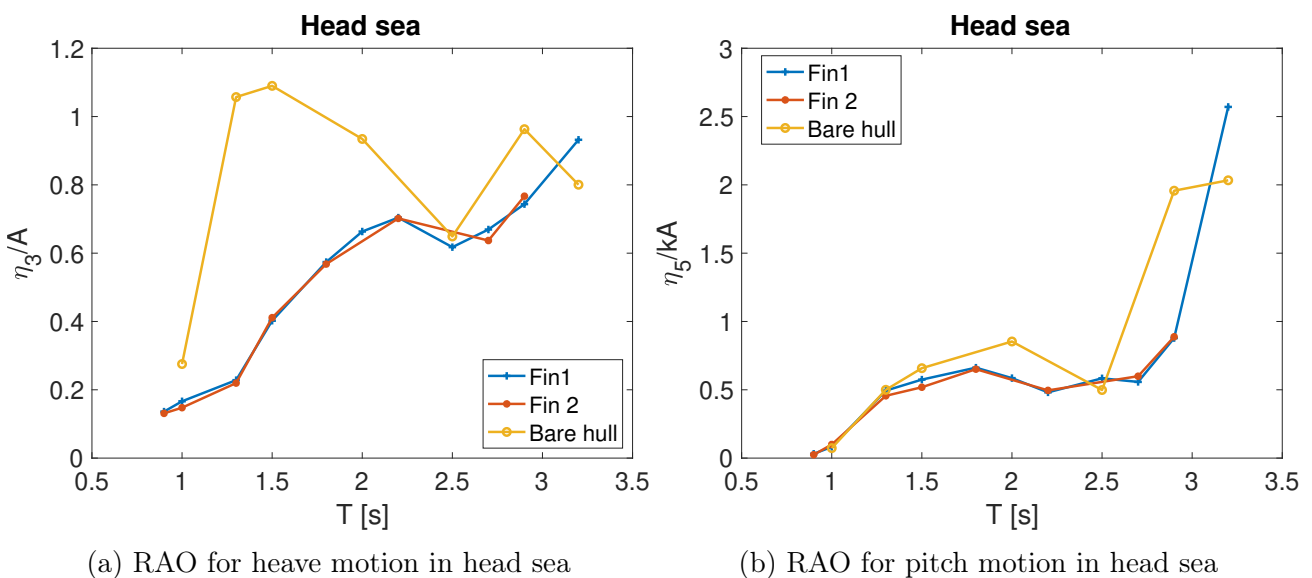 Head sea
1.2
1
0.8
0.6
0.4
0.2
0
η3/A
0.5 1 1.5 2 2.5 3 3.5
T [s]
Fin1
Fin 2
Bare hull
(a) RAO for heave motion in head sea
Head sea
3
2.5
2
1.5
1
0.5
0
η5/kA
0.5 1 1.5 2 2.5 3 3.5
T [s]
Fin1
Fin 2
Bare hull
(b) RAO for pitch motion in head sea